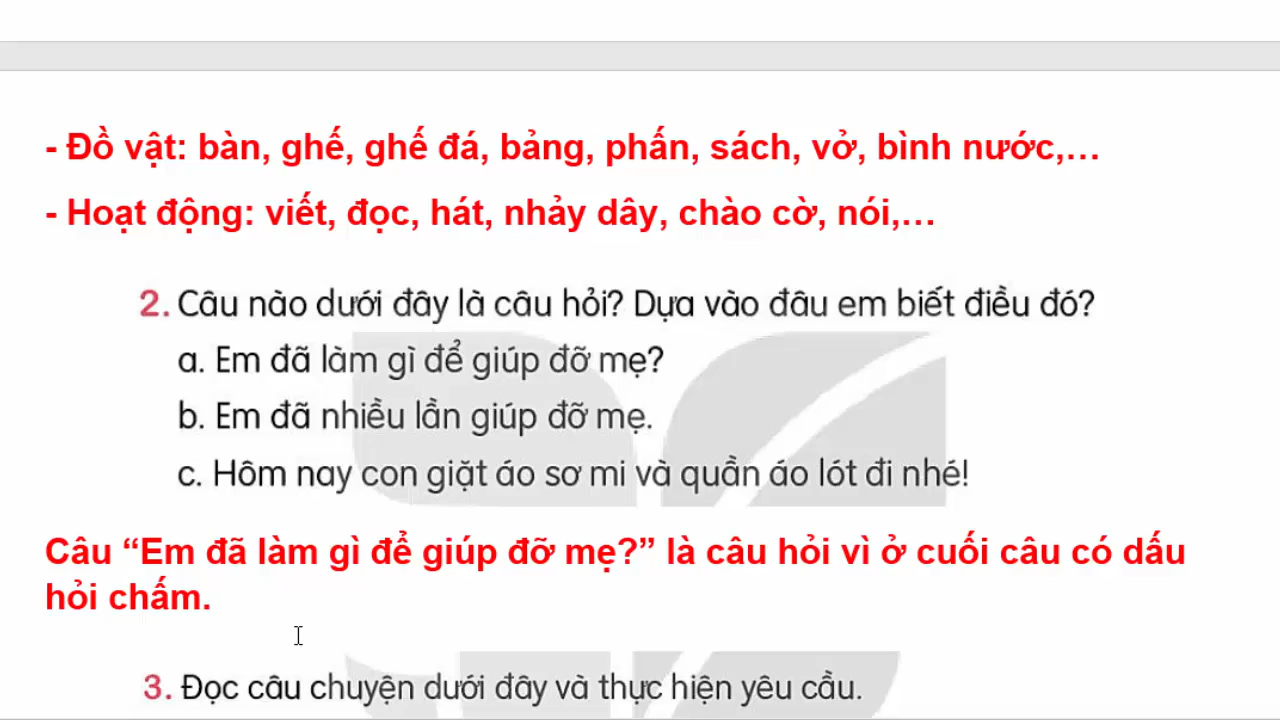 - Đồ vật: bàn, ghế, ghế đá, bảng, phấn, sách, vở, bình nước,...
- Hoạt động: viết, đọc, hát, nhảy dây, chào cờ, nói,...
2. Câu nào dưới đây là câu hỏi? Dựa vào đâu em biết điều đó?
a. Em đã làm gì để giúp đỡ mẹ?
b. Em đã nhiều lần giúp đỡ mẹ.
c. Hôm nay con giặt áo sơ mi và quần áo lót đi nhé!
Câu “Em đã làm gì để giúp đỡ mẹ?” là câu hỏi vì ở cuối câu có dấu
hỏi chấm.
3. Đọc câu chuyện dưới đây và thực hiện yêu cầu.